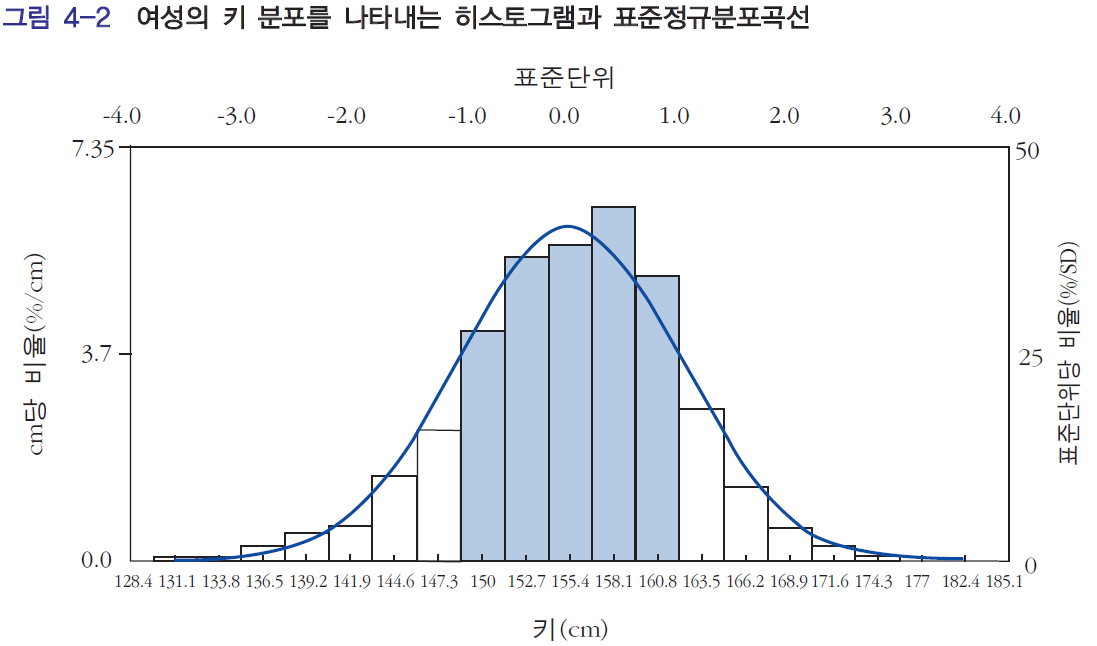 그림 4-2 여성의 키 분포를 나타내는 히스토그램과 표준정규분포곡선
표준단위
-4.0 -3.0 -2.0 -1.0 0.0 1.0 2.0 3.0 4.0
7.35 50
cm당 비율(%/cm)
표준단위당 비율(%/SD)
3.7 25
0.0 0
128.4 131.1 133.8 136.5 139.2 141.9 144.6 147.3 150 152.7 155.4 158.1 160.8 163.5 166.2 168.9 171.6 174.3 177 182.4 185.1
키(cm)